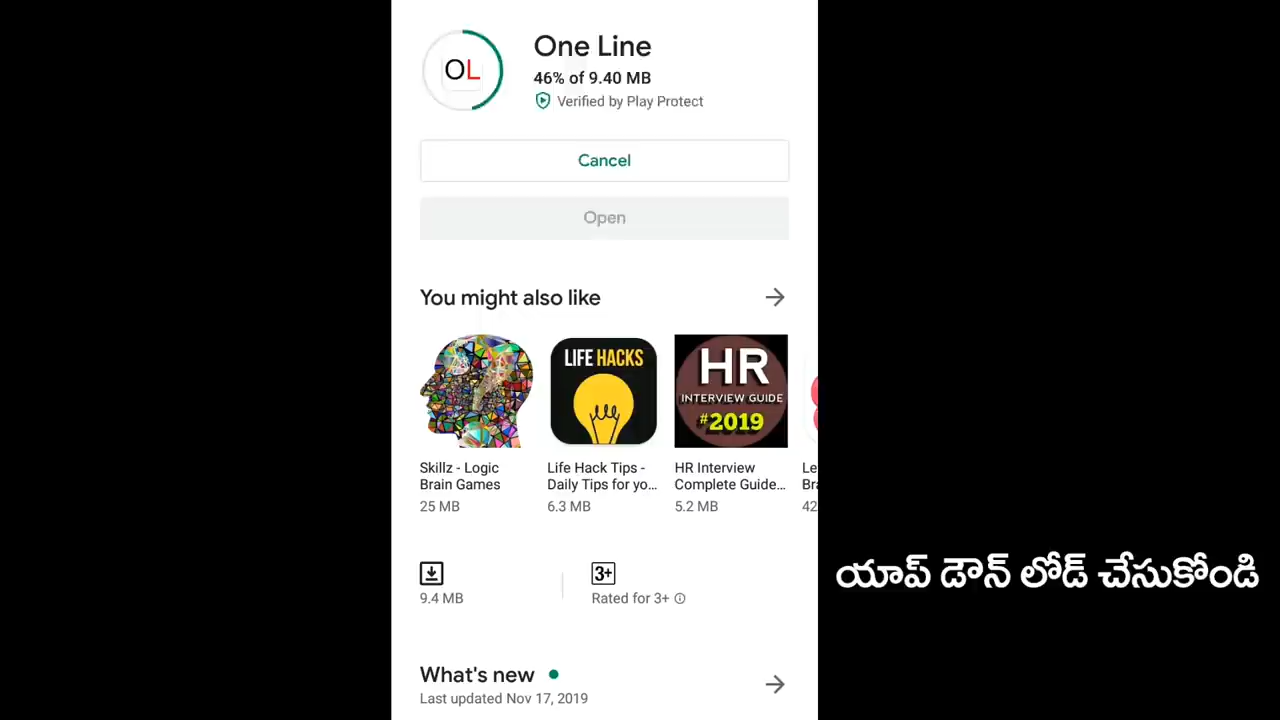 OL
One Line
46% of 9.40 MB
Verified by Play Protect
Cancel
Open
You might also like
LIFE HACKS
HR
INTERVIEW GUIDE
#2019
Skillz - Logic
Brain Games
25 MB
Life Hack Tips -
Daily Tips for yo...
6.3 MB
HR Interview
Complete Guide...
5.2 MB
Le
Bra
42
9.4 MB
3+
Rated for 3+
యాప్ డౌన్ లోడ్ చేసుకోండి
What's new
Last updated Nov 17, 2019